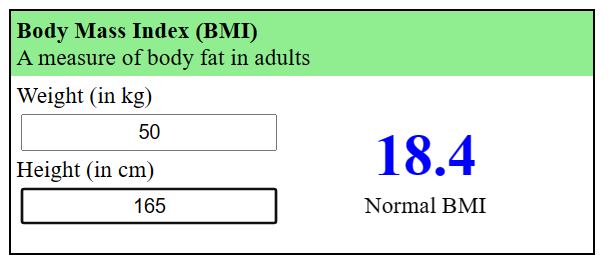 Body Mass Index (BMI)
A measure of body fat in adults
Weight (in kg)
50
Height (in cm)
165
18.4
Normal BMI